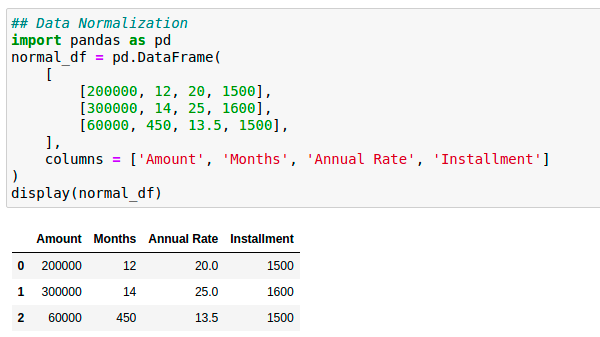 ## Data Normalization
import pandas as pd
normal_df = pd.DataFrame(
    [
        [200000, 12, 20, 1500],
        [300000, 14, 25, 1600],
        [60000, 450, 13.5, 1500],
    ],
    columns = ['Amount', 'Months', 'Annual Rate', 'Installment']
)
display(normal_df)
Amount Months Annual Rate Installment
0 200000 12 20.0 1500
1 300000 14 25.0 1600
2 60000 450 13.5 1500